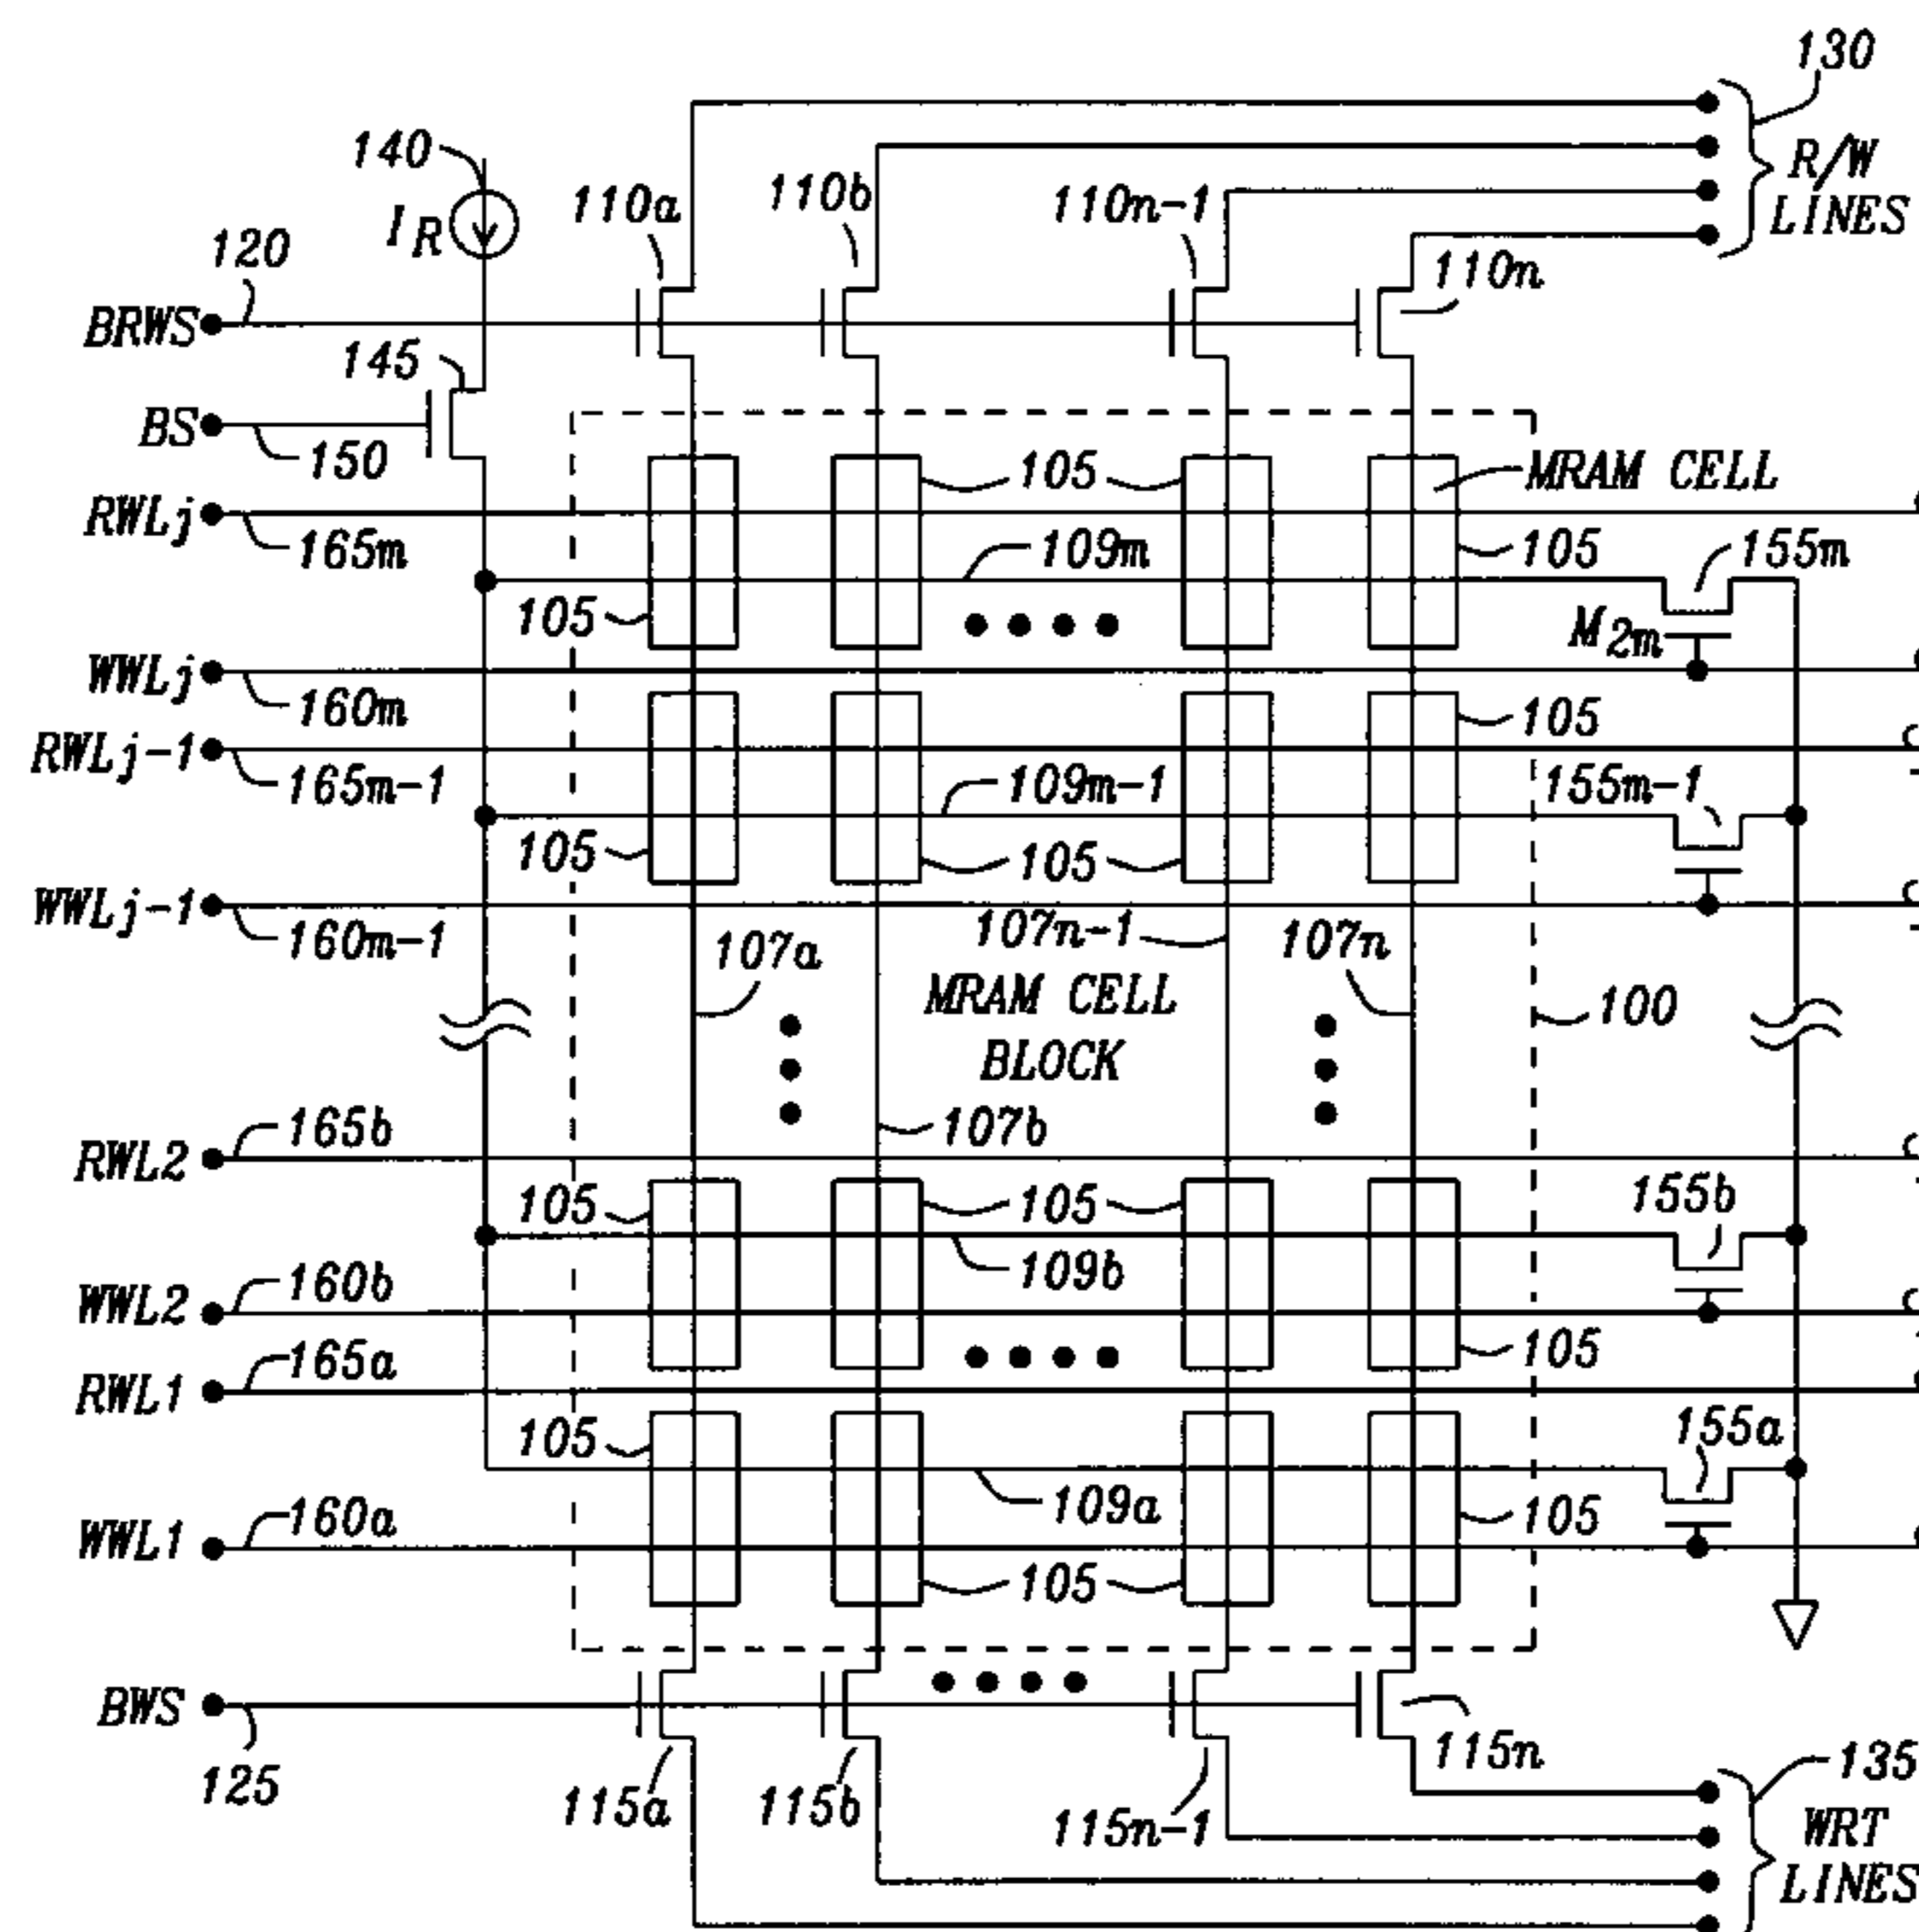 130
R/W
LINES
140
I_R
110a
110b
110n-1
110n
120
BRWS
145
BS
150
RWLj
165m
105
MRAM CELL
109m
105
155m
105
M2m
WWLj
160m
105
RWLj-1
165m-1
109m-1
155m-1
105
105
WWLj-1
160m-1
107a
107n-1
107n
MRAM CELL
BLOCK
100
RWL2
165b
107b
105
105
155b
109b
WWL2
160b
105
RWL1
165a
105
155a
109a
WWL1
160a
105
105
BWS
125
115a
115b
115n-1
115n
135
WRT
LINES